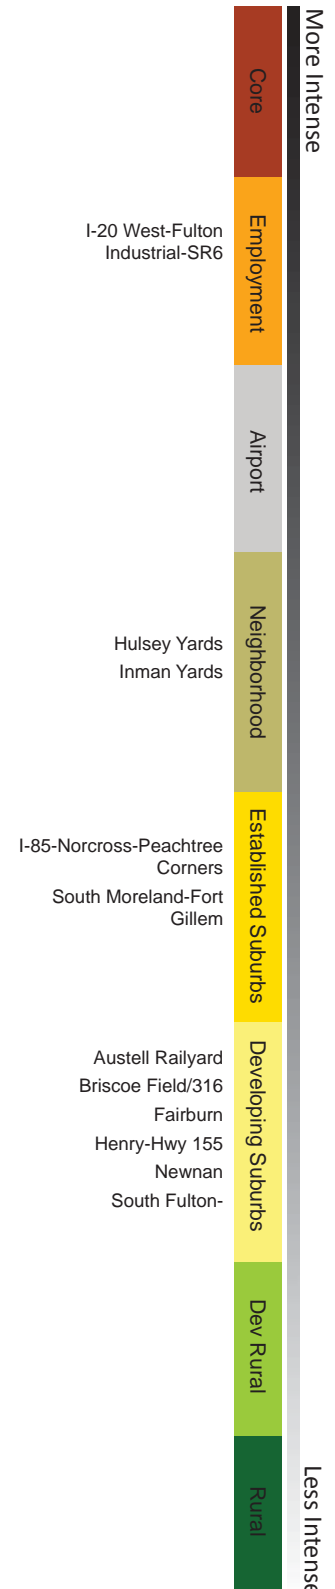 More Intense
Core
I-20 West-Fulton
Industrial-SR6
Employment
Airport
Hulsey Yards
Inman Yards
Neighborhood
I-85-Norcross-Peachtree
Corners
South Moreland-Fort
Gillem
Established Suburbs
Austell Railyard
Briscoe Field/316
Fairburn
Henry-Hwy 155
Newnan
South Fulton-
Developing Suburbs
Dev Rural
Rural
Less Intense